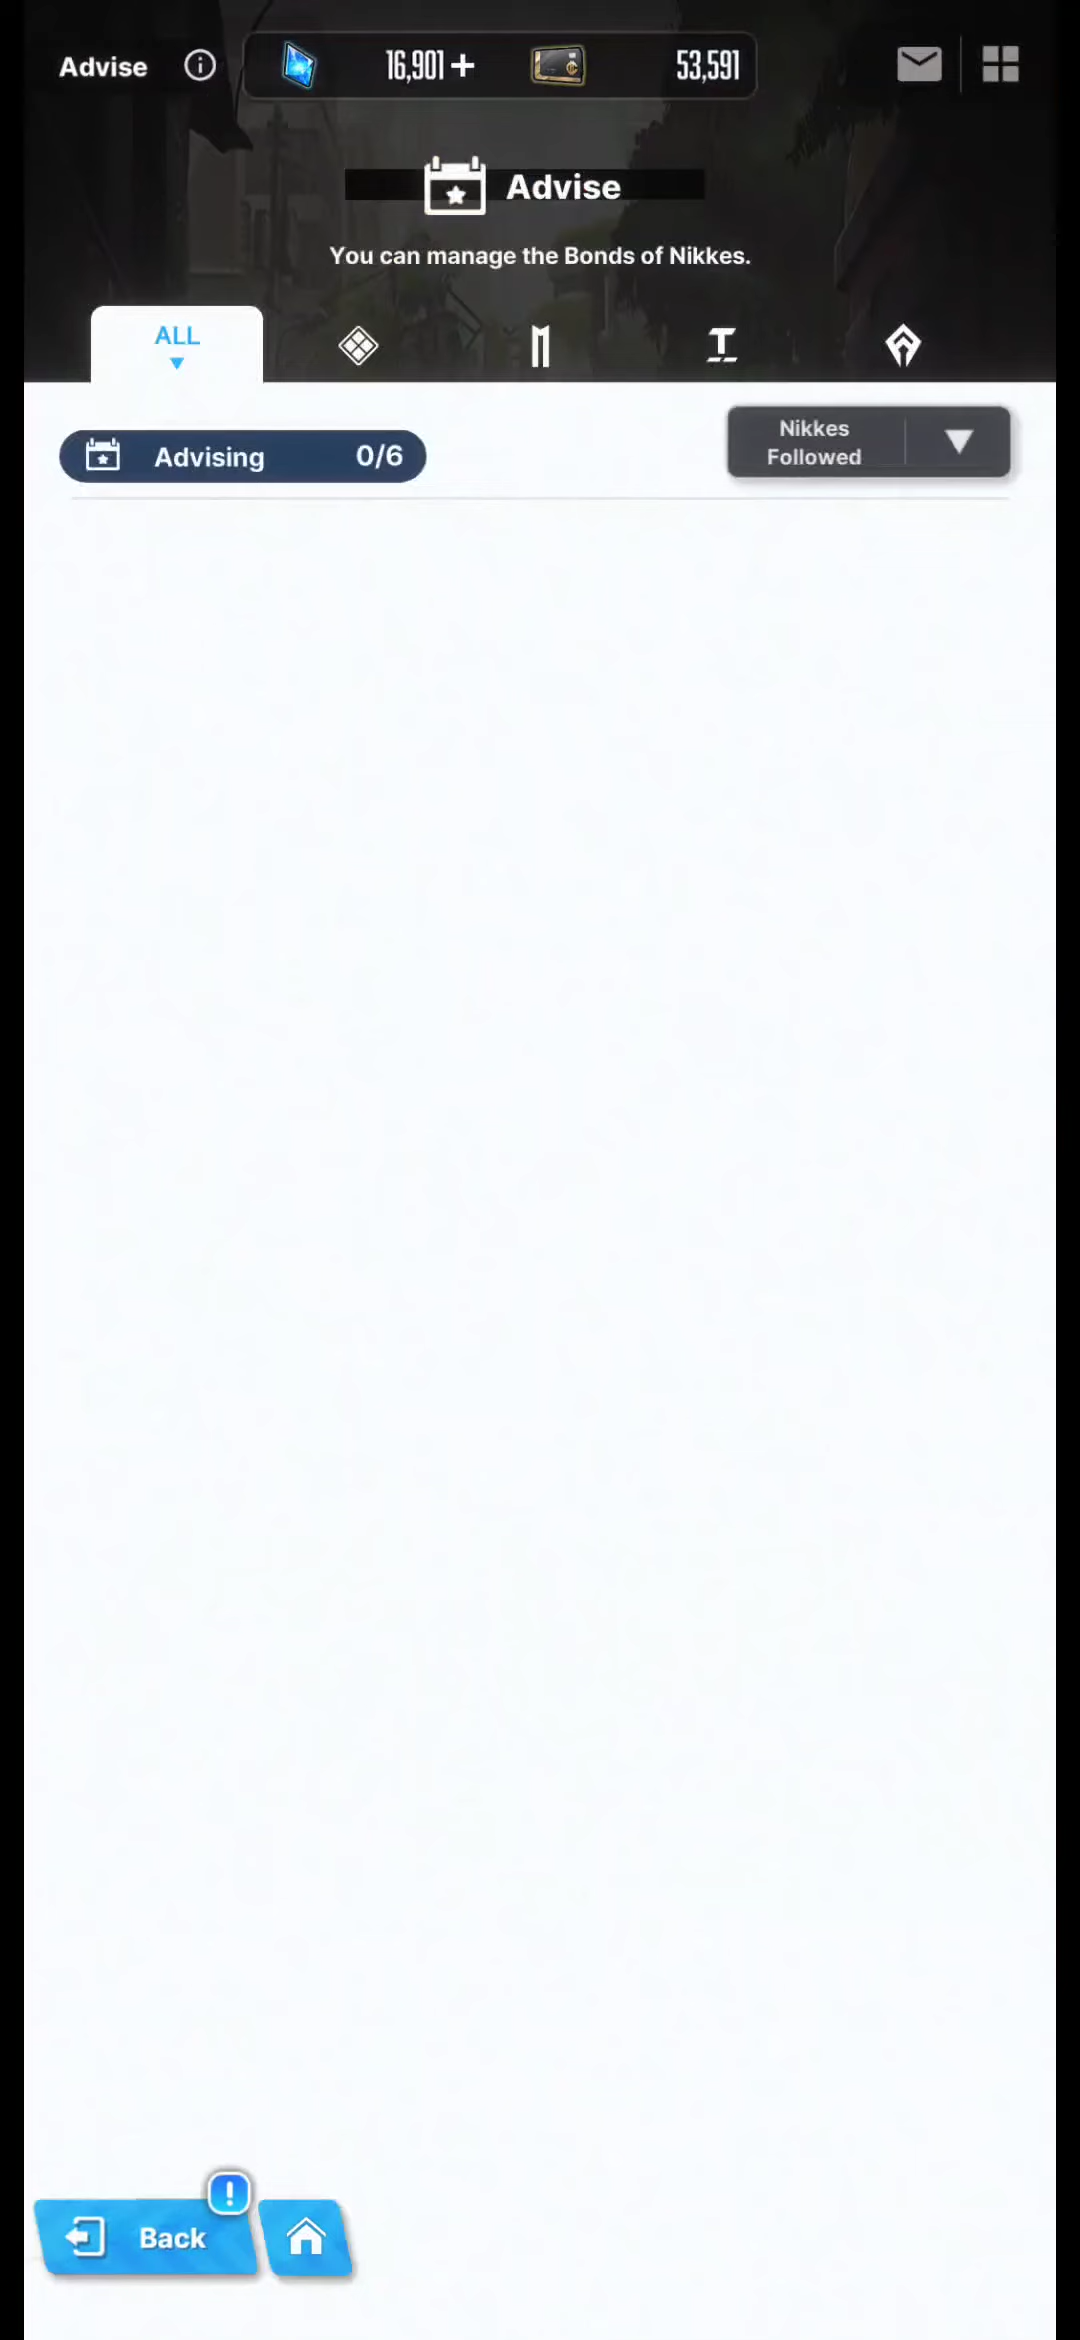 Advise
16,901
53,591
Advise
You can manage the Bonds of Nikkes.
ALL
Advising 0/6
Nikkes
Followed
Back